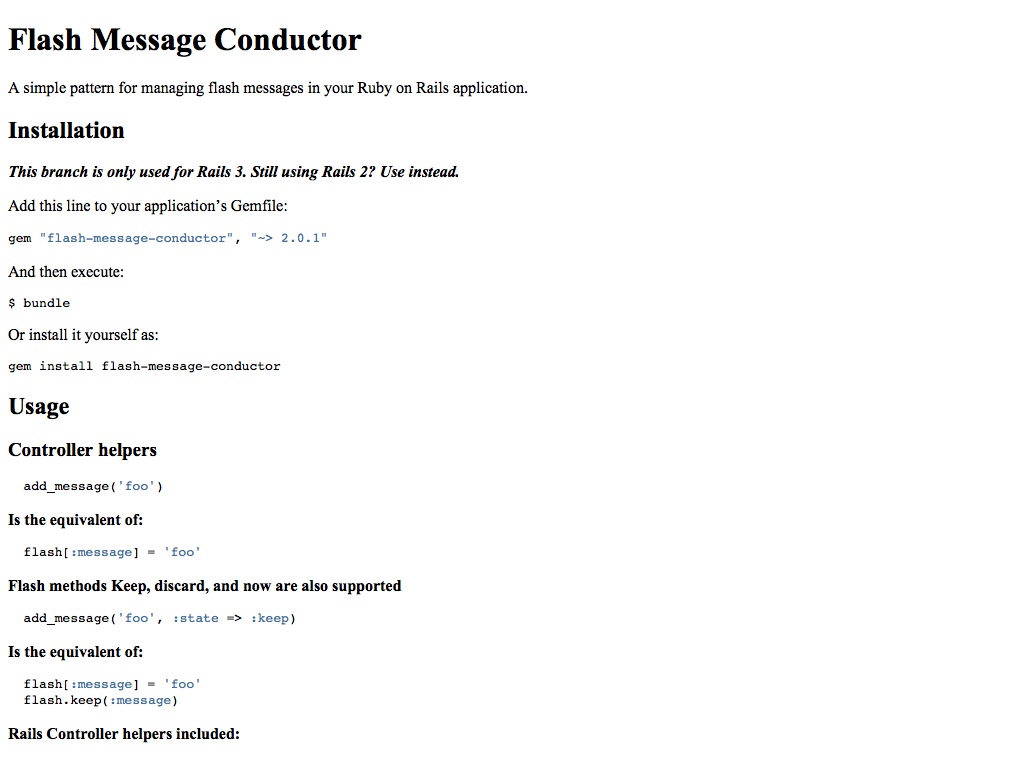 Flash Message Conductor
A simple pattern for managing flash messages in your Ruby on Rails application.
Installation
This branch is only used for Rails 3. Still using Rails 2? Use instead.
Add this line to your application’s Gemfile:
gem "flash-message-conductor", "~> 2.0.1"
And then execute:
$ bundle
Or install it yourself as:
gem install flash-message-conductor
Usage
Controller helpers
add_message('foo')
Is the equivalent of:
flash[:message] = 'foo'
Flash methods Keep, discard, and now are also supported
add_message('foo', :state => :keep)
Is the equivalent of:
flash[:message] = 'foo'
flash.keep(:message)
Rails Controller helpers included: